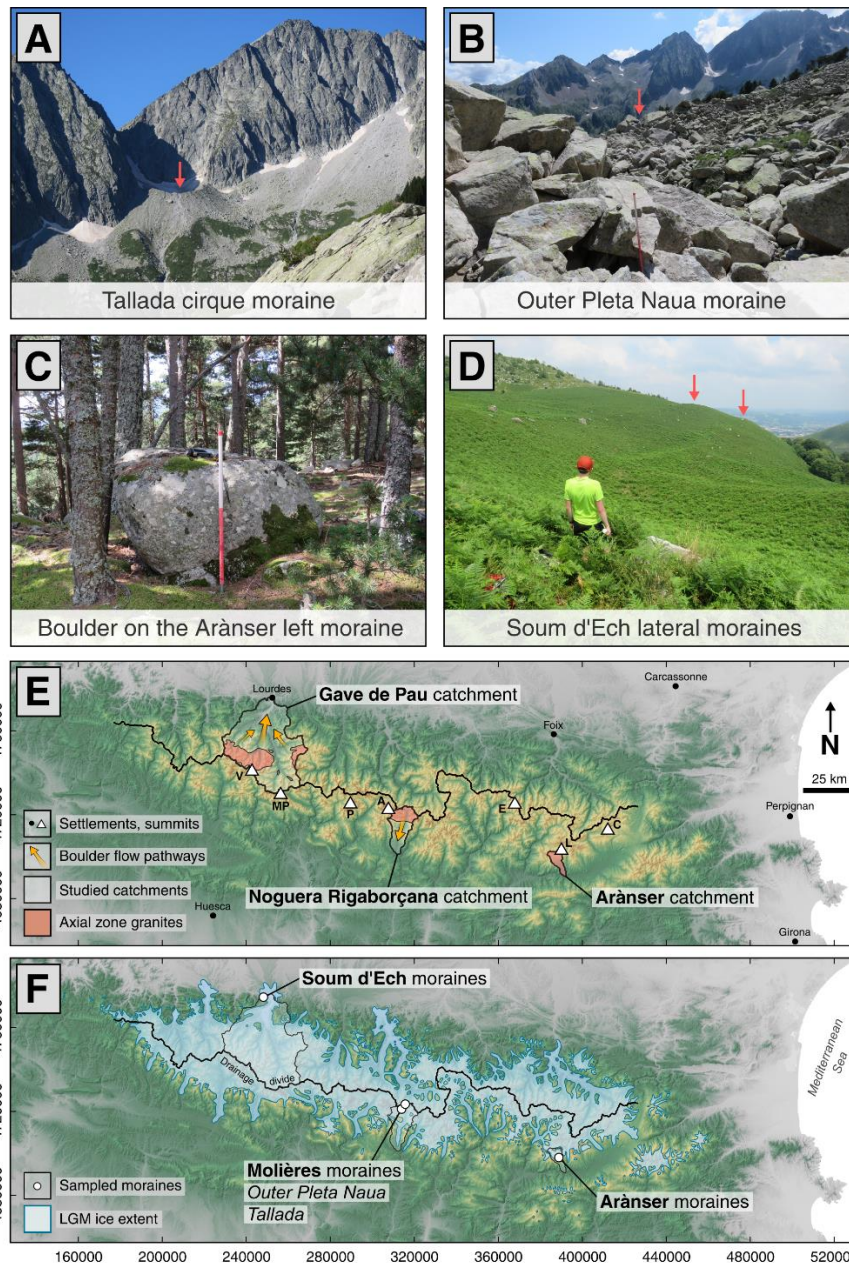 A
Tallada cirque moraine
B
Outer Pleta Naua moraine
C
Boulder on the Arànser left moraine
D
Soum d'Ech lateral moraines
E
Lourdes
Gave de Pau catchment
Carcassonne
Foix
N
25 km
V
MP
P
A
E
L
C
Perpignan
Settlements, summits
Boulder flow pathways
Studied catchments
Axial zone granites
Noguera Rigaborçana catchment
Arànser catchment
Huesca
Girona
F
Soum d'Ech moraines
Drainage divide
Mediterranean
Sea
Molières moraines
Outer Pleta Naua
Tallada
Arànser moraines
Sampled moraines
LGM ice extent
160000 200000 240000 280000 320000 360000 400000 440000 480000